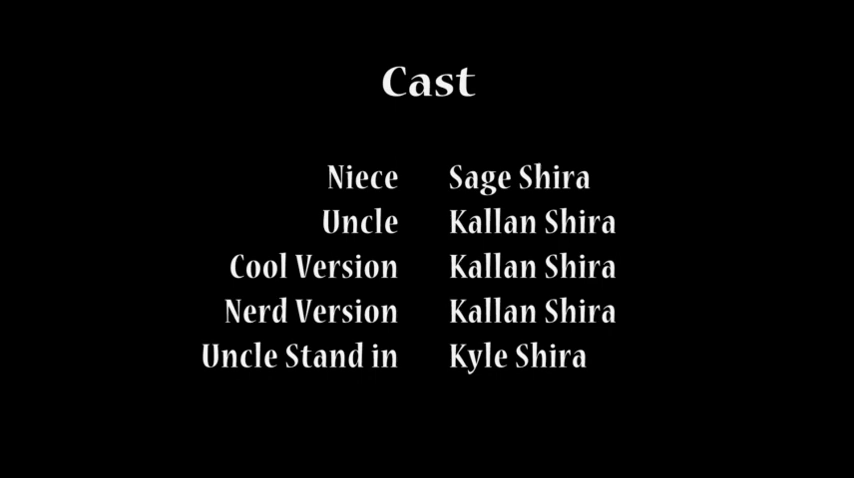 Cast
Niece Sage Shira
Uncle Kallan Shira
Cool Version Kallan Shira
Nerd Version Kallan Shira
Uncle Stand in Kyle Shira